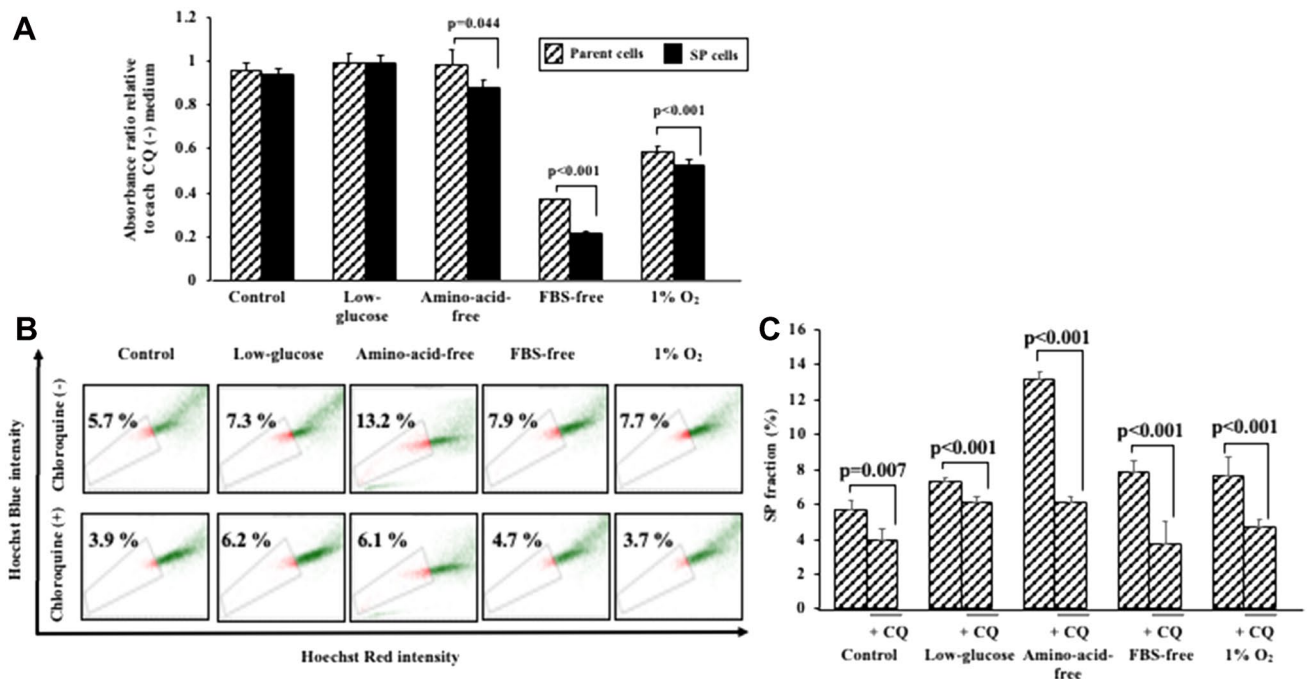 A
Absorbance ratio relative
to each CQ (-) medium
1.2
1
0.8
0.6
0.4
0.2
0
p=0.044
p<0.001
p<0.001
Parent cells
SP cells
Control
Low-
glucose
Amino-acid-
free
FBS-free
1% O₂
B
Control
Low-glucose
Amino-acid-free
FBS-free
1% O₂
Hoechst Blue intensity
Chloroquine (-)
5.7 %
7.3 %
13.2 %
7.9 %
7.7 %
Chloroquine (+)
3.9 %
6.2 %
6.1 %
4.7 %
3.7 %
Hoechst Red intensity
C
SP fraction (%)
16
14
12
10
8
6
4
2
0
p=0.007
p<0.001
p<0.001
p<0.001
p<0.001
+ CQ
+ CQ
+ CQ
+ CQ
+ CQ
Control
Low-glucose
Amino-acid-
free
FBS-free
1% O₂